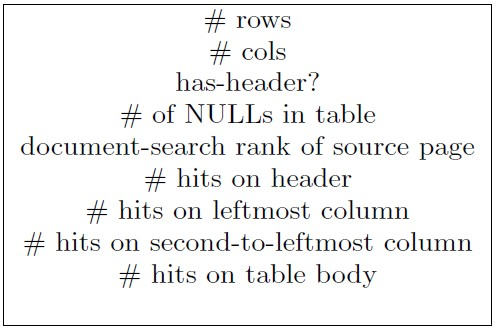 # rows
# cols
has-header?
# of NULLs in table
document-search rank of source page
# hits on header
# hits on leftmost column
# hits on second-to-leftmost column
# hits on table body